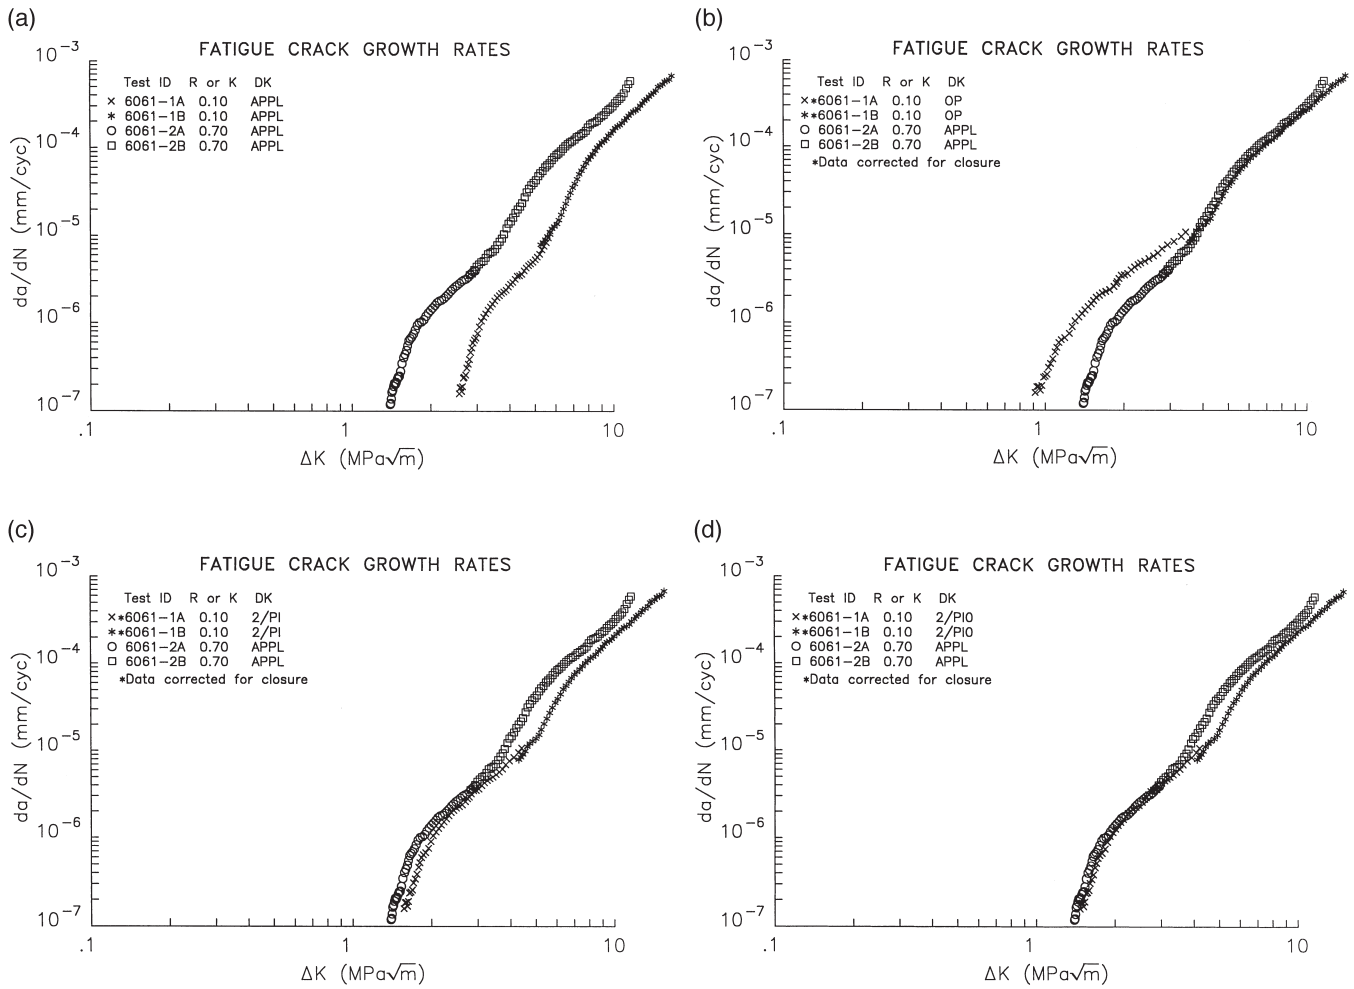 (a)
FATIGUE CRACK GROWTH RATES
Test ID R or K DK
× 6061-1A 0.10 APPL
* 6061-1B 0.10 APPL
○ 6061-2A 0.70 APPL
□ 6061-2B 0.70 APPL
da/dN (mm/cyc)
10⁻³
10⁻⁴
10⁻⁵
10⁻⁶
10⁻⁷
.1 1 10
ΔK (MPa√m)
(b)
FATIGUE CRACK GROWTH RATES
Test ID R or K DK
×*6061-1A 0.10 OP
**6061-1B 0.10 OP
○ 6061-2A 0.70 APPL
□ 6061-2B 0.70 APPL
*Data corrected for closure
da/dN (mm/cyc)
10⁻³
10⁻⁴
10⁻⁵
10⁻⁶
10⁻⁷
.1 1 10
ΔK (MPa√m)
(c)
FATIGUE CRACK GROWTH RATES
Test ID R or K DK
×*6061-1A 0.10 2/PI
**6061-1B 0.10 2/PI
○ 6061-2A 0.70 APPL
□ 6061-2B 0.70 APPL
*Data corrected for closure
da/dN (mm/cyc)
10⁻³
10⁻⁴
10⁻⁵
10⁻⁶
10⁻⁷
.1 1 10
ΔK (MPa√m)
(d)
FATIGUE CRACK GROWTH RATES
Test ID R or K DK
×*6061-1A 0.10 2/PI0
**6061-1B 0.10 2/PI0
○ 6061-2A 0.70 APPL
□ 6061-2B 0.70 APPL
*Data corrected for closure
da/dN (mm/cyc)
10⁻³
10⁻⁴
10⁻⁵
10⁻⁶
10⁻⁷
.1 1 10
ΔK (MPa√m)